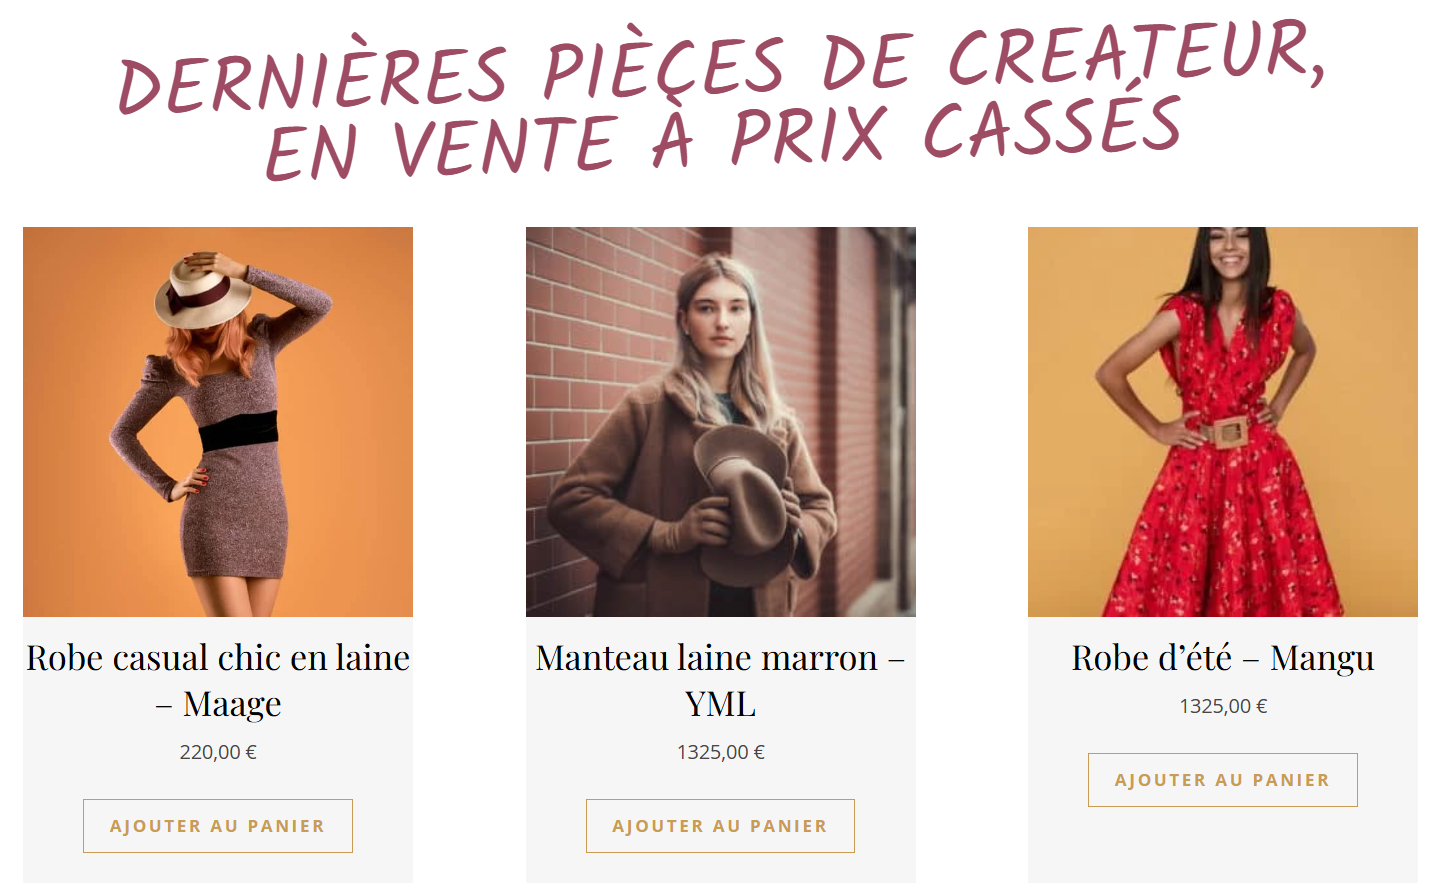 DERNIÈRES PIÈCES DE CREATEUR,
EN VENTE À PRIX CASSÉS
Robe casual chic en laine
– Maage
220,00 €
AJOUTER AU PANIER
Manteau laine marron –
YML
1325,00 €
AJOUTER AU PANIER
Robe d’été – Mangu
1325,00 €
AJOUTER AU PANIER